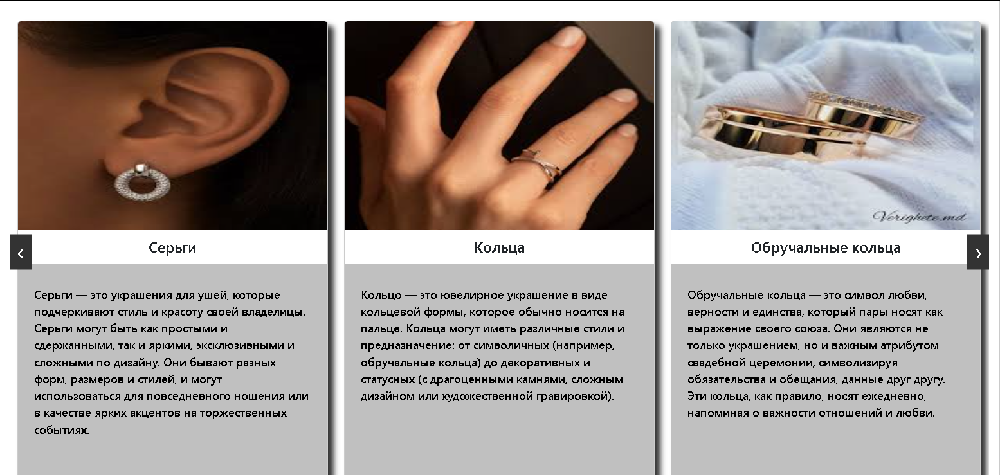 Verighete.md
Серьги
Кольца
Обручальные кольца
‹
›
Серьги — это украшения для ушей, которые
подчеркивают стиль и красоту своей владелицы.
Серьги могут быть как простыми и
сдержанными, так и яркими, эксклюзивными и
сложными по дизайну. Они бывают разных
форм, размеров и стилей, и могут
использоваться для повседневного ношения или
в качестве ярких акцентов на торжественных
событиях.
Кольцо — это ювелирное украшение в виде
кольцевой формы, которое обычно носится на
пальце. Кольца могут иметь различные стили и
предназначение: от символичных (например,
обручальные кольца) до декоративных и
статусных (с драгоценными камнями, сложным
дизайном или художественной гравировкой).
Обручальные кольца — это символ любви,
верности и единства, который пары носят как
выражение своего союза. Они являются не
только украшением, но и важным атрибутом
свадебной церемонии, символизируя
обязательства и обещания, данные друг другу.
Эти кольца, как правило, носят ежедневно,
напоминая о важности отношений и любви.